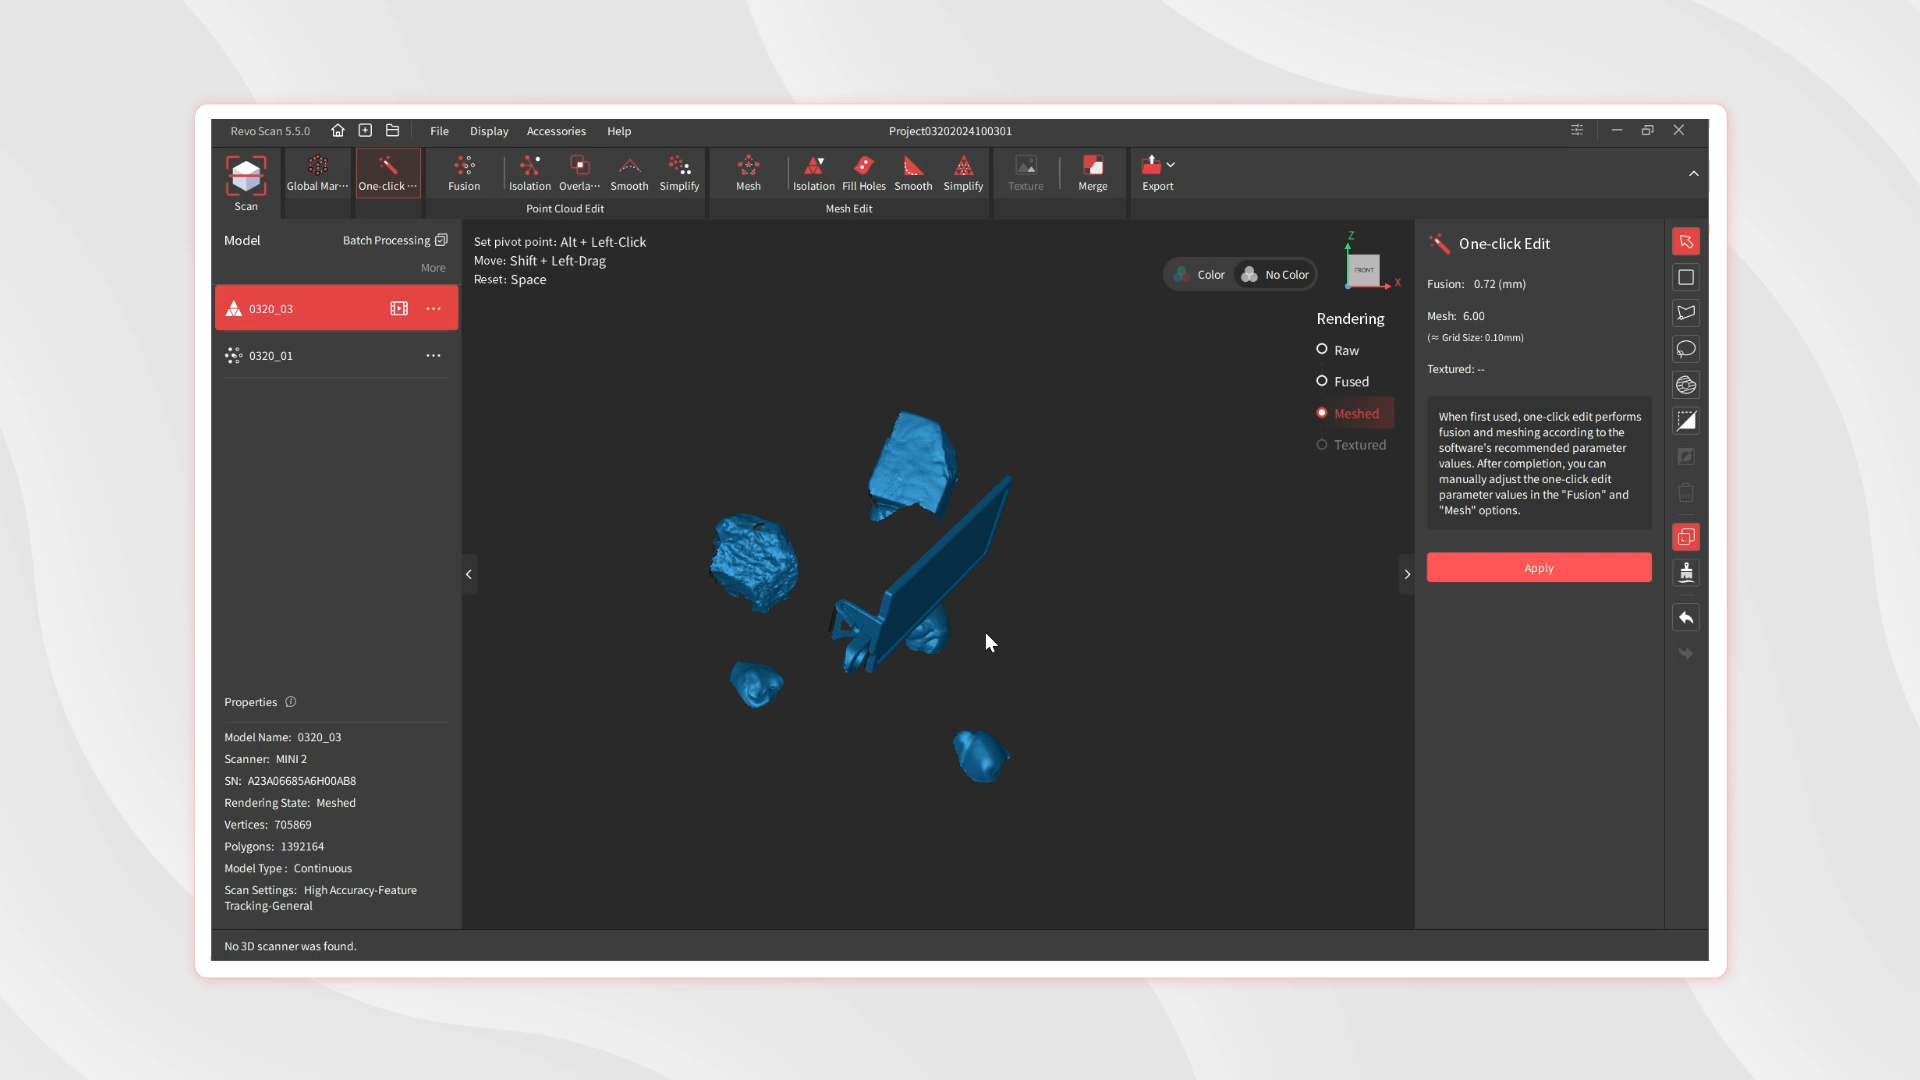 Revo Scan 5.5.0
File
Display
Accessories
Help
Project03202024100301
Scan
Global Mar···
One-click ···
Fusion
Isolation
Overla···
Smooth
Simplify
Point Cloud Edit
Mesh
Isolation
Fill Holes
Smooth
Simplify
Mesh Edit
Texture
Merge
Export
Model
Batch Processing
More
0320_03
0320_01
Properties
Model Name: 0320_03
Scanner: MINI 2
SN: A23A06685A6H00AB8
Rendering State: Meshed
Vertices: 705869
Polygons: 1392164
Model Type : Continuous
Scan Settings: High Accuracy-Feature
Tracking-General
No 3D scanner was found.
Set pivot point: Alt + Left-Click
Move: Shift + Left-Drag
Reset: Space
Color
No Color
Z
FRONT
X
Rendering
Raw
Fused
Meshed
Textured
One-click Edit
Fusion: 0.72 (mm)
Mesh: 6.00
(≈ Grid Size: 0.10mm)
Textured: --
When first used, one-click edit performs
fusion and meshing according to the
software's recommended parameter
values. After completion, you can
manually adjust the one-click edit
parameter values in the "Fusion" and
"Mesh" options.
Apply